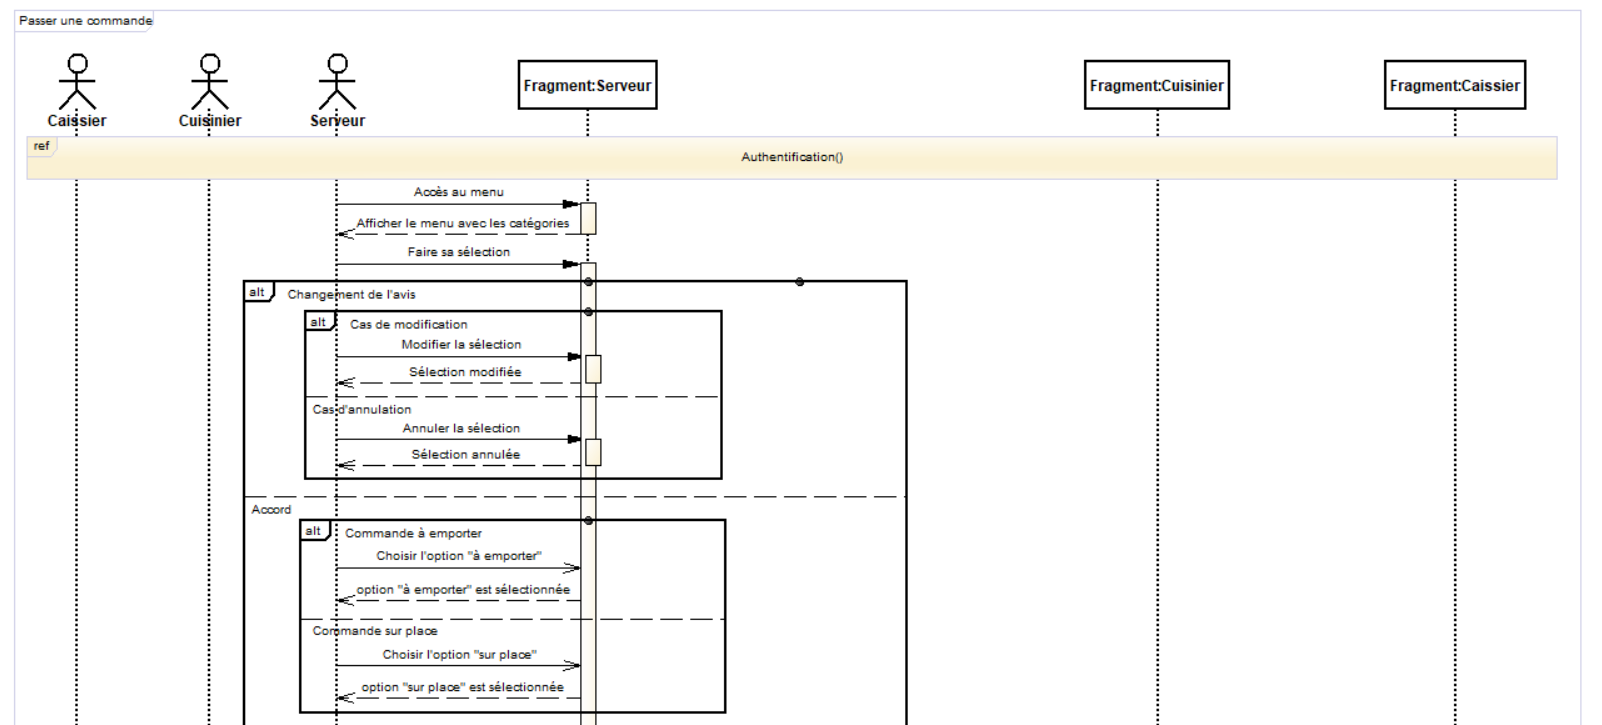 Passer une commande
Caissier
Cuisinier
Serveur
Fragment:Serveur
Fragment:Cuisinier
Fragment:Caissier
ref
Authentification()
Accès au menu
Afficher le menu avec les catégories
Faire sa sélection
alt
Changement de l'avis
alt
Cas de modification
Modifier la sélection
Sélection modifiée
Cas d'annulation
Annuler la sélection
Sélection annulée
Accord
alt
Commande à emporter
Choisir l'option "à emporter"
option "à emporter" est sélectionnée
Commande sur place
Choisir l'option "sur place"
option "sur place" est sélectionnée